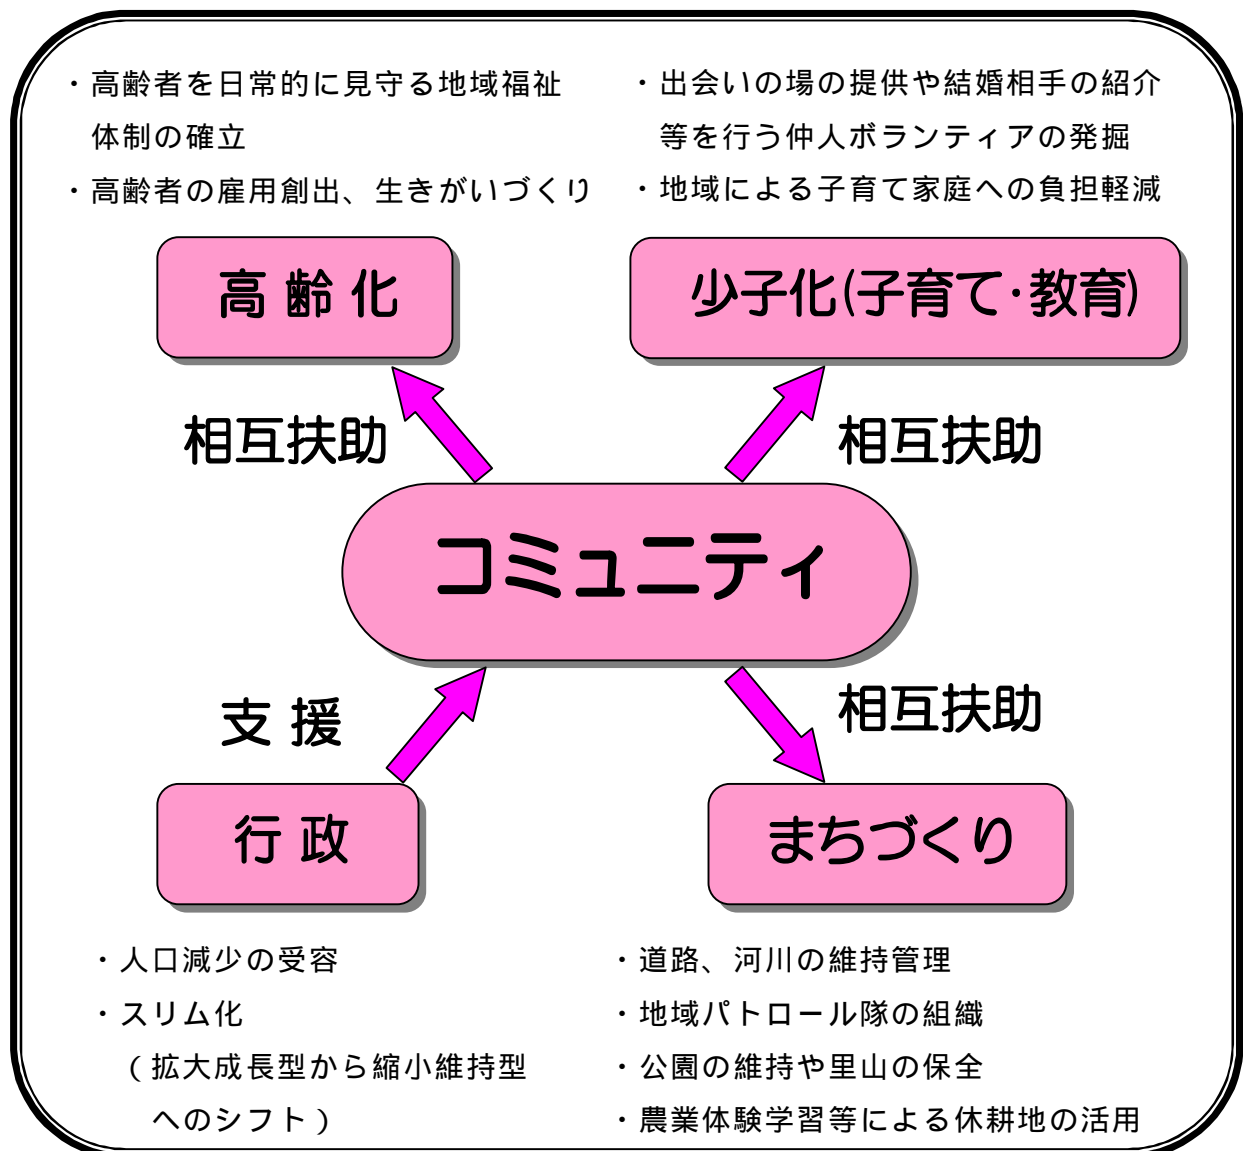 ・高齢者を日常的に見守る地域福祉
体制の確立
・高齢者の雇用創出、生きがいづくり
・出会いの場の提供や結婚相手の紹介
等を行う仲人ボランティアの発掘
・地域による子育て家庭への負担軽減
高齢化
少子化(子育て・教育)
相互扶助
相互扶助
コミュニティ
支援
相互扶助
行政
まちづくり
・人口減少の受容
・スリム化
(拡大成長型から縮小維持型
へのシフト)
・道路、河川の維持管理
・地域パトロール隊の組織
・公園の維持や里山の保全
・農業体験学習等による休耕地の活用